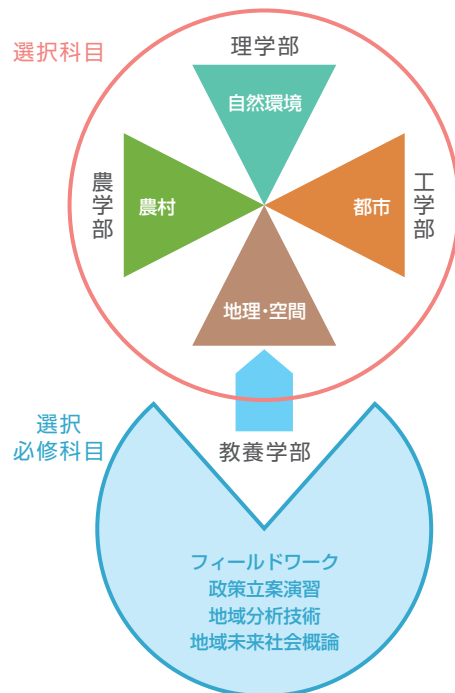 選択科目
理学部
自然環境
農学部
農村
都市
工学部
地理・空間
選択
必修科目
教養学部
フィールドワーク
政策立案演習
地域分析技術
地域未来社会概論